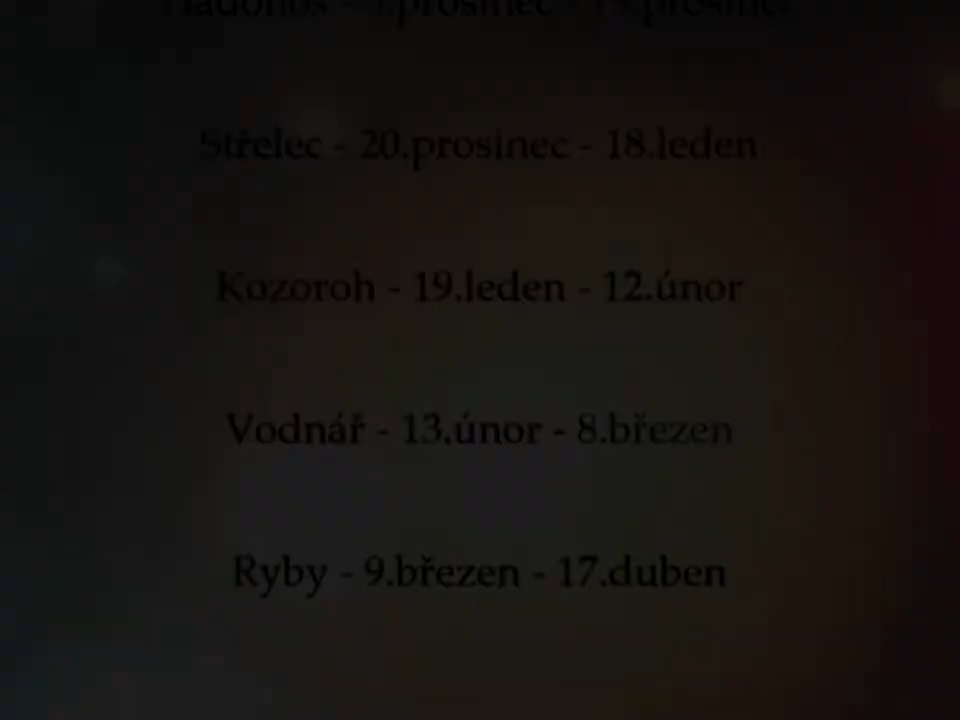 Střelec - 20.prosinec - 18.leden
Kozoroh - 19.leden - 12.únor
Vodnář - 13.únor - 8.březen
Ryby - 9.březen - 17.duben